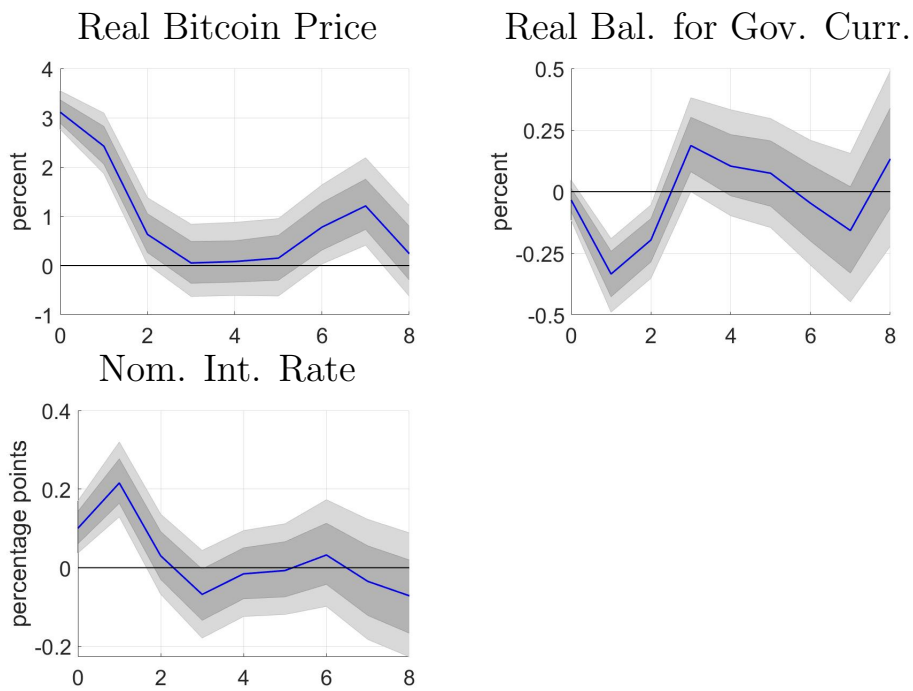 Real Bitcoin Price
4
3
2
1
0
-1
percent
0 2 4 6 8
Real Bal. for Gov. Curr.
0.5
0.25
0
-0.25
-0.5
percent
0 2 4 6 8
Nom. Int. Rate
0.4
0.2
0
-0.2
percentage points
0 2 4 6 8